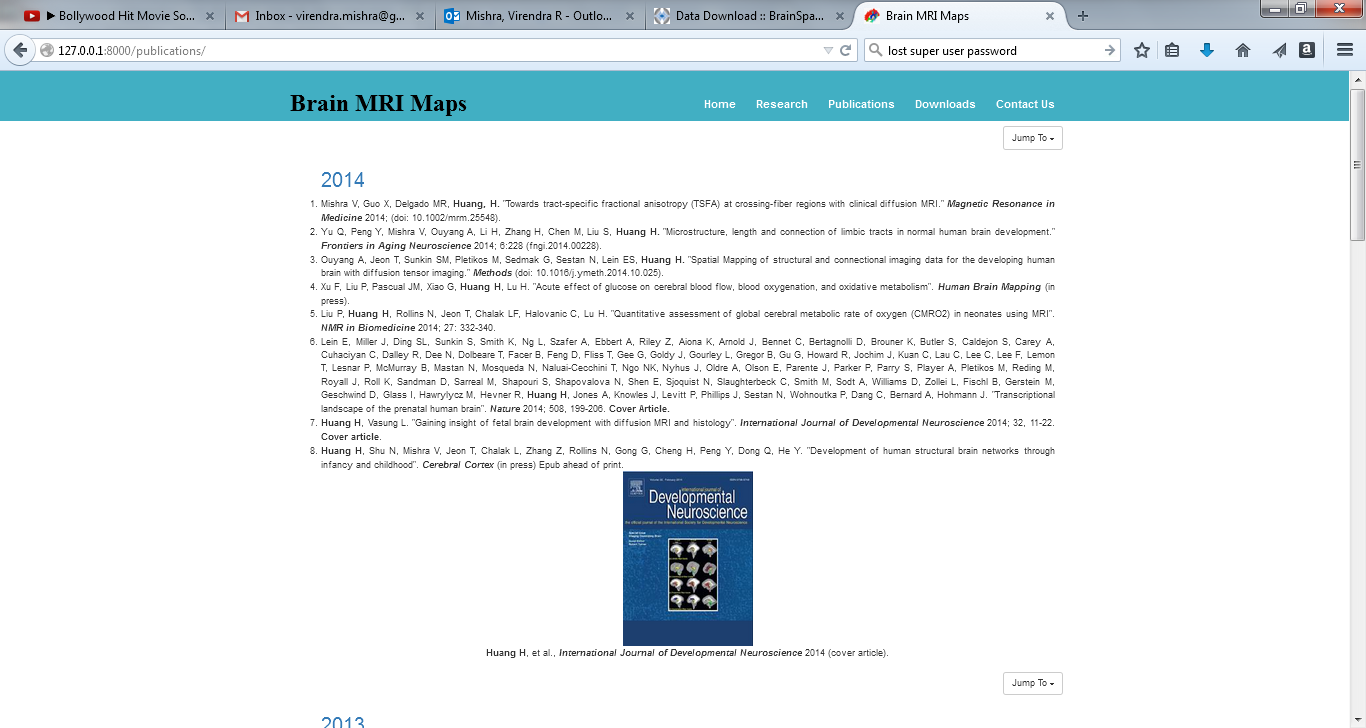 ▶ Bollywood Hit Movie So...
Inbox - virendra.mishra@g...
Mishra, Virendra R - Outlo...
Data Download :: BrainSpa...
Brain MRI Maps
127.0.0.1:8000/publications/
lost super user password
Brain MRI Maps
Home
Research
Publications
Downloads
Contact Us
Jump To
2014
1. Mishra V, Guo X, Delgado MR, Huang, H. "Towards tract-specific fractional anisotropy (TSFA) at crossing-fiber regions with clinical diffusion MRI." Magnetic Resonance in
Medicine 2014; (doi: 10.1002/mrm.25548).
2. Yu Q, Peng Y, Mishra V, Ouyang A, Li H, Zhang H, Chen M, Liu S, Huang H. "Microstructure, length and connection of limbic tracts in normal human brain development."
Frontiers in Aging Neuroscience 2014; 6:228 (fngi.2014.00228).
3. Ouyang A, Jeon T, Sunkin SM, Pletikos M, Sedmak G, Sestan N, Lein ES, Huang H. "Spatial Mapping of structural and connectional imaging data for the developing human
brain with diffusion tensor imaging." Methods (doi: 10.1016/j.ymeth.2014.10.025).
4. Xu F, Liu P, Pascual JM, Xiao G, Huang H, Lu H. "Acute effect of glucose on cerebral blood flow, blood oxygenation, and oxidative metabolism". Human Brain Mapping (in
press).
5. Liu P, Huang H, Rollins N, Jeon T, Chalak LF, Halovanic C, Lu H. "Quantitative assessment of global cerebral metabolic rate of oxygen (CMRO2) in neonates using MRI".
NMR in Biomedicine 2014; 27: 332-340.
6. Lein E, Miller J, Ding SL, Sunkin S, Smith K, Ng L, Szafer A, Ebbert A, Riley Z, Aiona K, Arnold J, Bennet C, Bertagnolli D, Brouner K, Butler S, Caldejon S, Carey A,
Cuhaciyan C, Dalley R, Dee N, Dolbeare T, Facer B, Feng D, Fliss T, Gee G, Goldy J, Gourley L, Gregor B, Gu G, Howard R, Jochim J, Kuan C, Lau C, Lee C, Lee F, Lemon
T, Lesnar P, McMurray B, Mastan N, Mosqueda N, Naluai-Cecchini T, Ngo NK, Nyhus J, Oldre A, Olson E, Parente J, Parker P, Parry S, Player A, Pletikos M, Reding M,
Royall J, Roll K, Sandman D, Sarreal M, Shapouri S, Shapovalova N, Shen E, Sjoquist N, Slaughterbeck C, Smith M, Sodt A, Williams D, Zollei L, Fischl B, Gerstein M,
Geschwind D, Glass I, Hawrylycz M, Hevner R, Huang H, Jones A, Knowles J, Levitt P, Phillips J, Sestan N, Wohnoutka P, Dang C, Bernard A, Hohmann J. "Transcriptional
landscape of the prenatal human brain". Nature 2014; 508, 199-206. Cover Article.
7. Huang H, Vasung L. "Gaining insight of fetal brain development with diffusion MRI and histology". International Journal of Developmental Neuroscience 2014; 32, 11-22.
Cover article.
8. Huang H, Shu N, Mishra V, Jeon T, Chalak L, Zhang Z, Rollins N, Gong G, Cheng H, Peng Y, Dong Q, He Y. "Development of human structural brain networks through
infancy and childhood". Cerebral Cortex (in press) Epub ahead of print.
international journal of
Developmental
Neuroscience
the official journal of the International Society for Developmental Neuroscience
Huang H, et al., International Journal of Developmental Neuroscience 2014 (cover article).
Jump To
2013